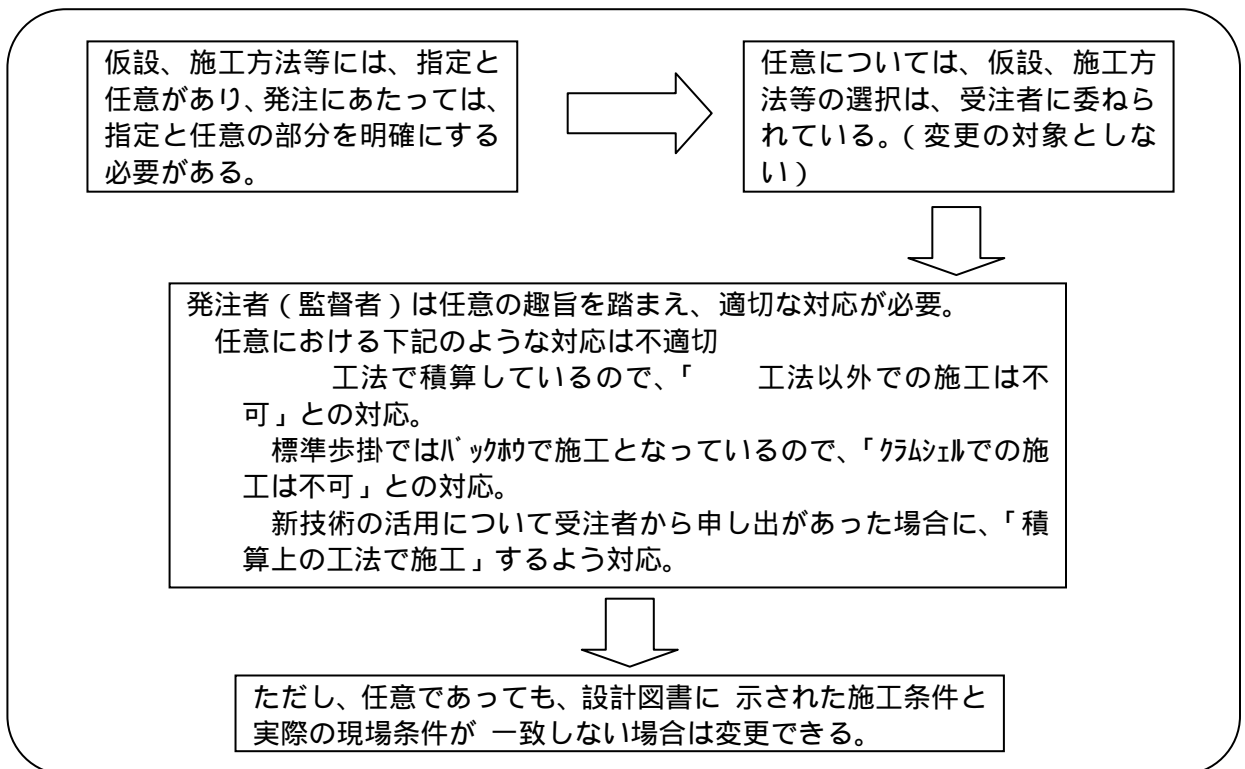 仮設、施工方法等には、指定と
任意があり、発注にあたっては、
指定と任意の部分を明確にする
必要がある。
任意については、仮設、施工方
法等の選択は、受注者に委ねら
れている。(変更の対象としな
い)
発注者(監督者)は任意の趣旨を踏まえ、適切な対応が必要。
任意における下記のような対応は不適切
工法で積算しているので、「　　工法以外での施工は不
可」との対応。
標準歩掛ではﾊﾞｯｸﾎｳで施工となっているので、「ｸﾗﾑｼｪﾙでの施
工は不可」との対応。
新技術の活用について受注者から申し出があった場合に、「積
算上の工法で施工」するよう対応。
ただし、任意であっても、設計図書に 示された施工条件と
実際の現場条件が 一致しない場合は変更できる。